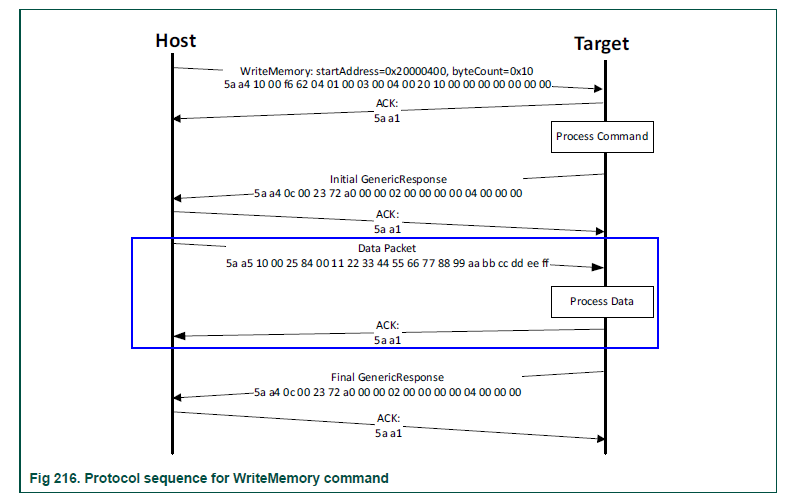 Host
Target
WriteMemory: startAddress=0x20000400, byteCount=0x10
5a a4 10 00 f6 62 04 01 00 03 00 04 00 20 10 00 00 00 00 00 00 00
ACK:
5a a1
Process Command
Initial GenericResponse
5a a4 0c 00 23 72 a0 00 00 02 00 00 00 00 04 00 00 00
ACK:
5a a1
Data Packet
5a a5 10 00 25 84 00 11 22 33 44 55 66 77 88 99 aa bb cc dd ee ff
Process Data
ACK:
5a a1
Final GenericResponse
5a a4 0c 00 23 72 a0 00 00 02 00 00 00 00 04 00 00 00
ACK:
5a a1
Fig 216. Protocol sequence for WriteMemory command